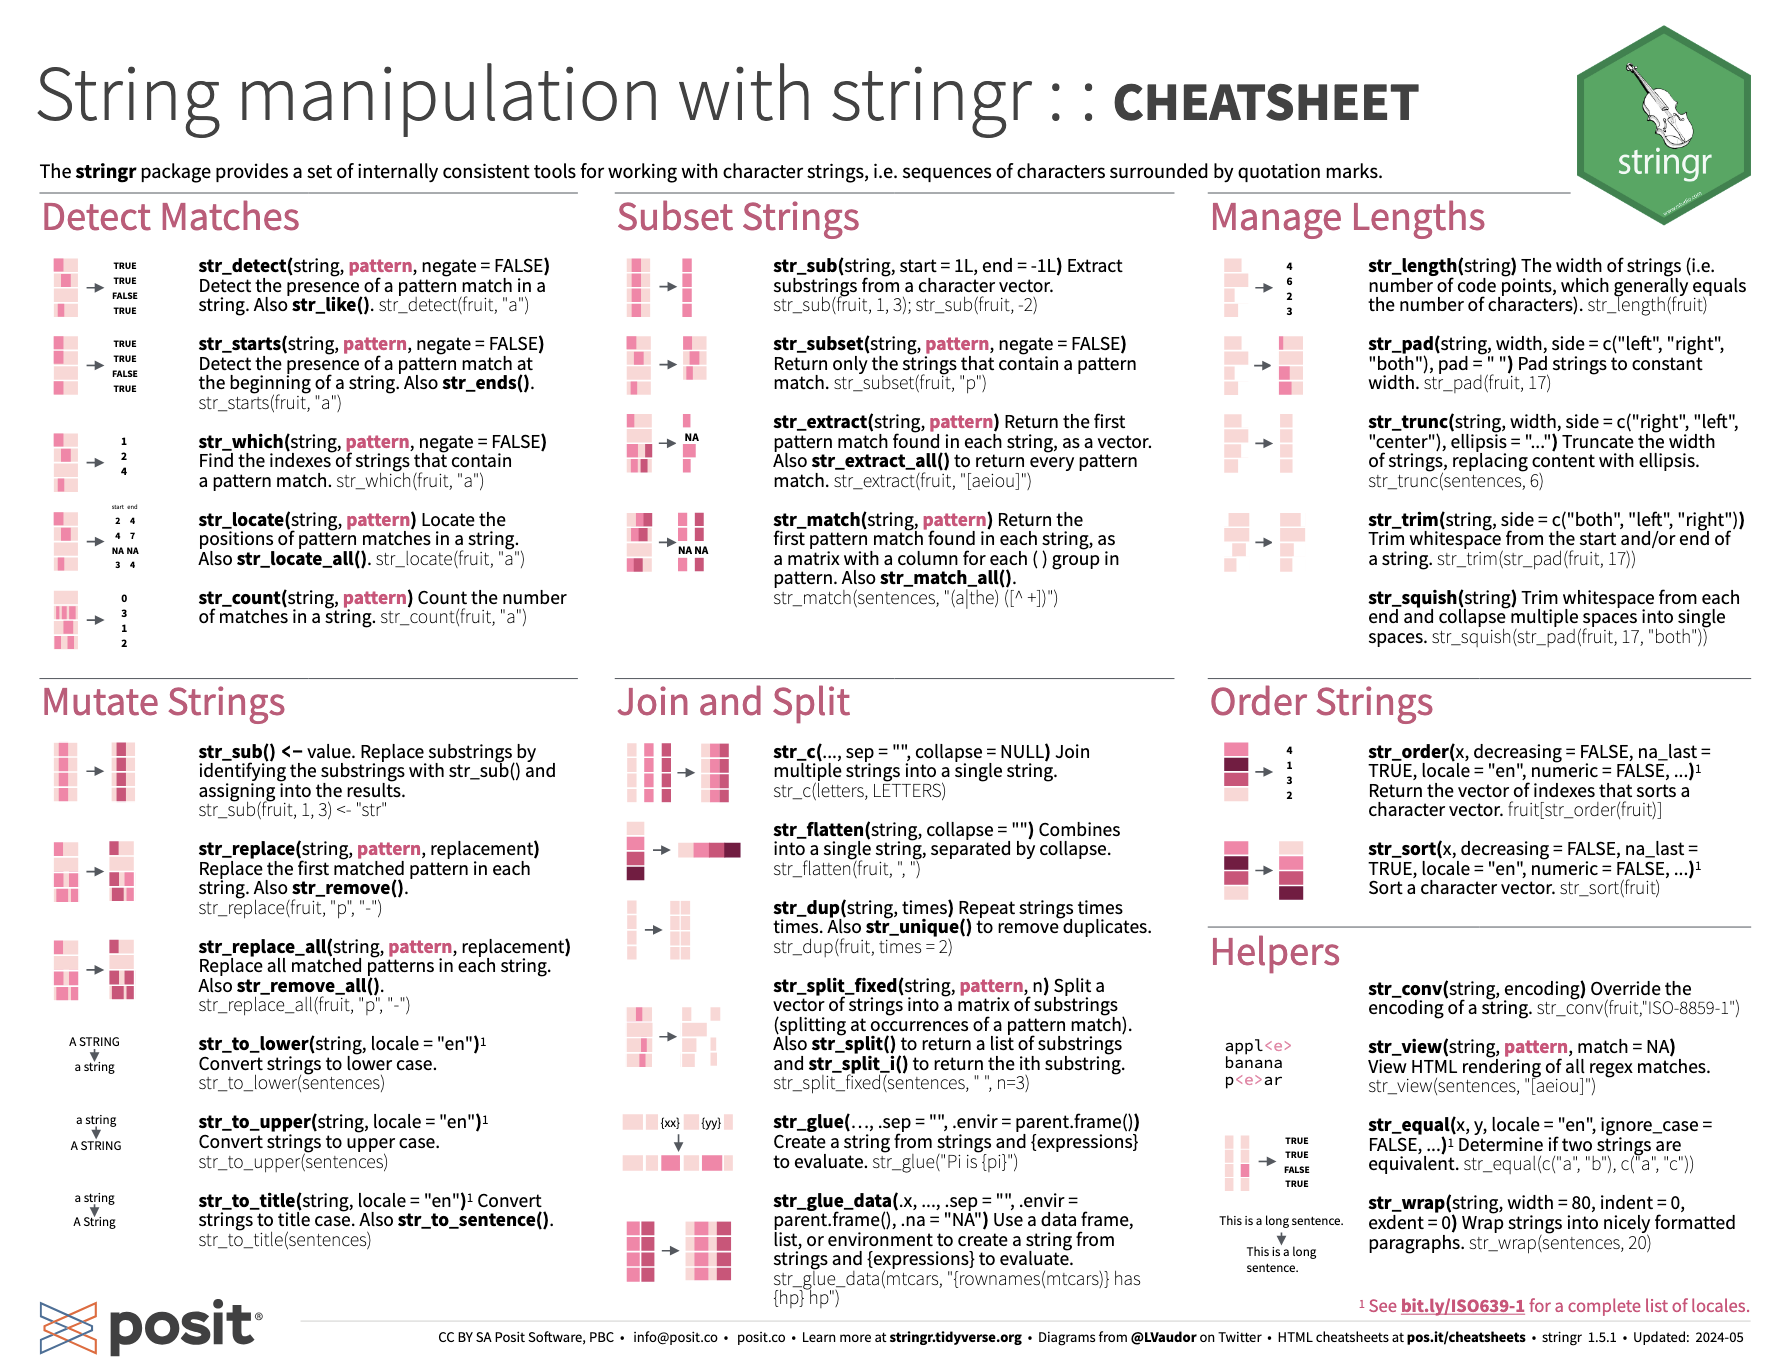 String manipulation with stringr : : CHEATSHEET
stringr
www.rstudio.com
The stringr package provides a set of internally consistent tools for working with character strings, i.e. sequences of characters surrounded by quotation marks.
Detect Matches
TRUE
TRUE
FALSE
TRUE
str_detect(string, pattern, negate = FALSE)
Detect the presence of a pattern match in a
string. Also str_like(). str_detect(fruit, "a")
TRUE
TRUE
FALSE
TRUE
str_starts(string, pattern, negate = FALSE)
Detect the presence of a pattern match at
the beginning of a string. Also str_ends().
str_starts(fruit, "a")
1
2
4
str_which(string, pattern, negate = FALSE)
Find the indexes of strings that contain
a pattern match. str_which(fruit, "a")
start end
2 4
4 7
NA NA
3 4
str_locate(string, pattern) Locate the
positions of pattern matches in a string.
Also str_locate_all(). str_locate(fruit, "a")
0
3
1
2
str_count(string, pattern) Count the number
of matches in a string. str_count(fruit, "a")
Subset Strings
str_sub(string, start = 1L, end = -1L) Extract
substrings from a character vector.
str_sub(fruit, 1, 3); str_sub(fruit, -2)
str_subset(string, pattern, negate = FALSE)
Return only the strings that contain a pattern
match. str_subset(fruit, "p")
NA
str_extract(string, pattern) Return the first
pattern match found in each string, as a vector.
Also str_extract_all() to return every pattern
match. str_extract(fruit, "[aeiou]")
NA NA
str_match(string, pattern) Return the
first pattern match found in each string, as
a matrix with a column for each ( ) group in
pattern. Also str_match_all().
str_match(sentences, "(a|the) ([^ +])")
Manage Lengths
4
6
2
3
str_length(string) The width of strings (i.e.
number of code points, which generally equals
the number of characters). str_length(fruit)
str_pad(string, width, side = c("left", "right",
"both"), pad = " ") Pad strings to constant
width. str_pad(fruit, 17)
str_trunc(string, width, side = c("right", "left",
"center"), ellipsis = "...") Truncate the width
of strings, replacing content with ellipsis.
str_trunc(sentences, 6)
str_trim(string, side = c("both", "left", "right"))
Trim whitespace from the start and/or end of
a string. str_trim(str_pad(fruit, 17))
str_squish(string) Trim whitespace from each
end and collapse multiple spaces into single
spaces. str_squish(str_pad(fruit, 17, "both"))
Mutate Strings
str_sub() <- value. Replace substrings by
identifying the substrings with str_sub() and
assigning into the results.
str_sub(fruit, 1, 3) <- "str"
str_replace(string, pattern, replacement)
Replace the first matched pattern in each
string. Also str_remove().
str_replace(fruit, "p", "-")
str_replace_all(string, pattern, replacement)
Replace all matched patterns in each string.
Also str_remove_all().
str_replace_all(fruit, "p", "-")
A STRING
a string
str_to_lower(string, locale = "en")¹
Convert strings to lower case.
str_to_lower(sentences)
a string
A STRING
str_to_upper(string, locale = "en")¹
Convert strings to upper case.
str_to_upper(sentences)
a string
A String
str_to_title(string, locale = "en")¹ Convert
strings to title case. Also str_to_sentence().
str_to_title(sentences)
Join and Split
str_c(..., sep = "", collapse = NULL) Join
multiple strings into a single string.
str_c(letters, LETTERS)
str_flatten(string, collapse = "") Combines
into a single string, separated by collapse.
str_flatten(fruit, ", ")
str_dup(string, times) Repeat strings times
times. Also str_unique() to remove duplicates.
str_dup(fruit, times = 2)
str_split_fixed(string, pattern, n) Split a
vector of strings into a matrix of substrings
(splitting at occurrences of a pattern match).
Also str_split() to return a list of substrings
and str_split_i() to return the ith substring.
str_split_fixed(sentences, " ", n=3)
{xx} {yy}
str_glue(…, .sep = "", .envir = parent.frame())
Create a string from strings and {expressions}
to evaluate. str_glue("Pi is {pi}")
str_glue_data(.x, ..., .sep = "", .envir =
parent.frame(), .na = "NA") Use a data frame,
list, or environment to create a string from
strings and {expressions} to evaluate.
str_glue_data(mtcars, "{rownames(mtcars)} has
{hp} hp")
Order Strings
4
1
3
2
str_order(x, decreasing = FALSE, na_last =
TRUE, locale = "en", numeric = FALSE, ...)¹
Return the vector of indexes that sorts a
character vector. fruit[str_order(fruit)]
str_sort(x, decreasing = FALSE, na_last =
TRUE, locale = "en", numeric = FALSE, ...)¹
Sort a character vector. str_sort(fruit)
Helpers
str_conv(string, encoding) Override the
encoding of a string. str_conv(fruit,"ISO-8859-1")
appl<e>
banana
p<e>ar
str_view(string, pattern, match = NA)
View HTML rendering of all regex matches.
str_view(sentences, "[aeiou]")
TRUE
TRUE
FALSE
TRUE
str_equal(x, y, locale = "en", ignore_case =
FALSE, ...)¹ Determine if two strings are
equivalent. str_equal(c("a", "b"), c("a", "c"))
This is a long sentence.
This is a long
sentence.
str_wrap(string, width = 80, indent = 0,
exdent = 0) Wrap strings into nicely formatted
paragraphs. str_wrap(sentences, 20)
¹ See bit.ly/ISO639-1 for a complete list of locales.
posit®
CC BY SA Posit Software, PBC • info@posit.co • posit.co • Learn more at stringr.tidyverse.org • Diagrams from @LVaudor on Twitter • HTML cheatsheets at pos.it/cheatsheets • stringr 1.5.1 • Updated: 2024-05